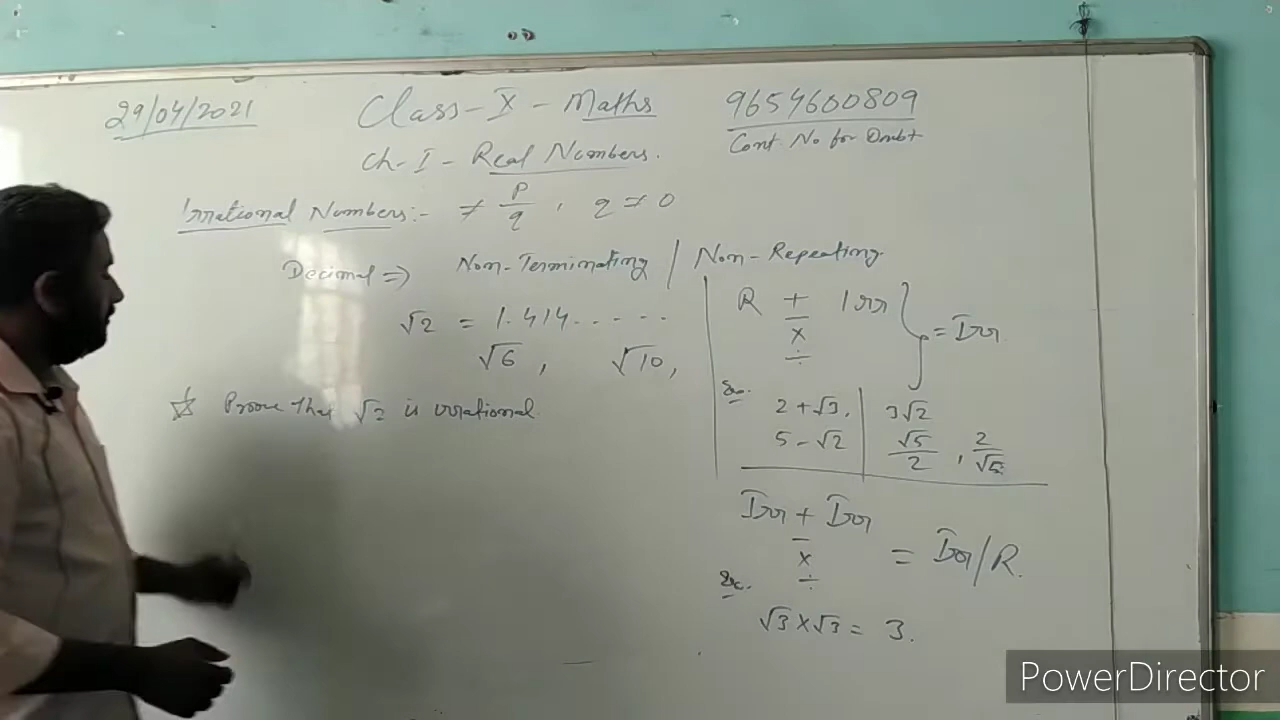 29/04/2021
Class-X-Maths
9654600809
Cont. No for Doubt
Ch-I-Real Numbers.
Irrational Numbers:- ≠ p/q , q≠0
Decimal => Non-Terminating / Non-Repeating
√2 = 1.414......
√6 , √10,
☆ Prove that √2 is irrational.
R + Irr } = Irr.
−
×
÷
Ex.
2+√3, 3√2
5-√2 √5/2 , 2/√5
Irr + Irr
−
× = Irr/R.
÷
Ex.
√3×√3 = 3.
PowerDirector